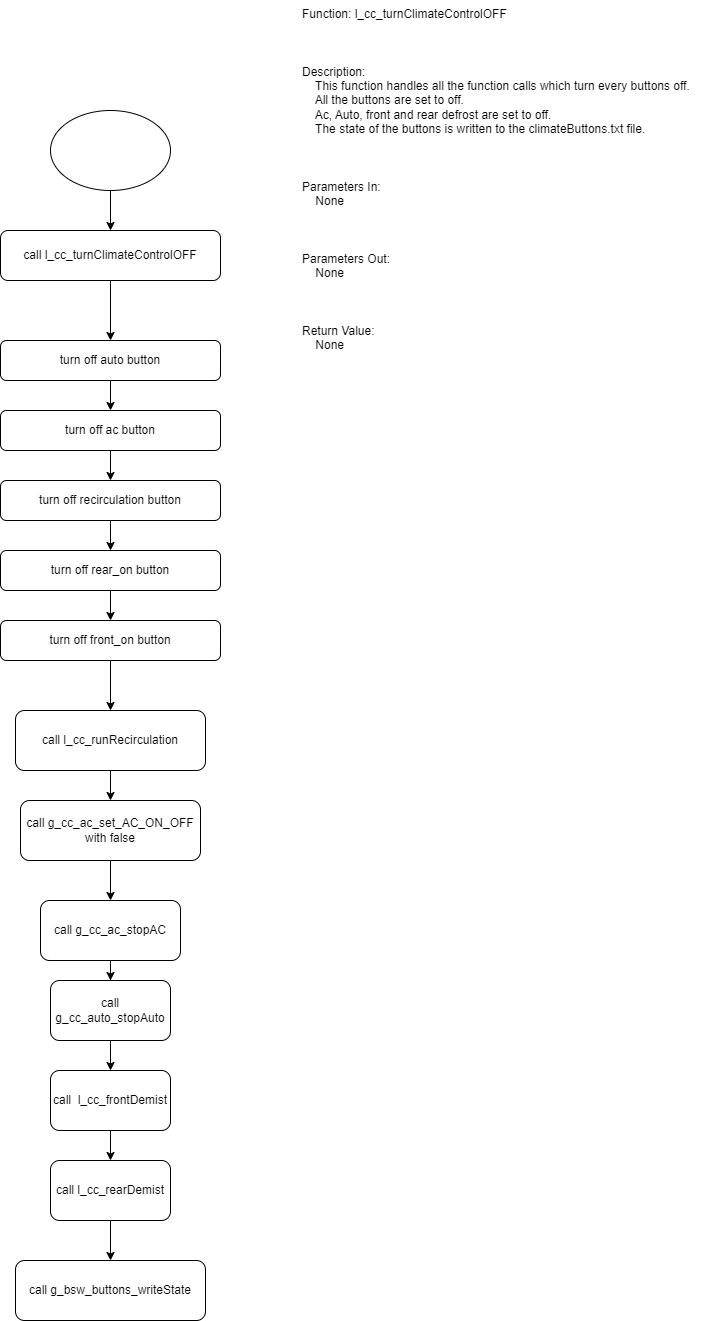 Function: l_cc_turnClimateControlOFF
Description:
This function handles all the function calls which turn every buttons off.
All the buttons are set to off.
Ac, Auto, front and rear defrost are set to off.
The state of the buttons is written to the climateButtons.txt file.
Parameters In:
None
Parameters Out:
None
Return Value:
None
call l_cc_turnClimateControlOFF
turn off auto button
turn off ac button
turn off recirculation button
turn off rear_on button
turn off front_on button
call l_cc_runRecirculation
call g_cc_ac_set_AC_ON_OFF
with false
call g_cc_ac_stopAC
call
g_cc_auto_stopAuto
call l_cc_frontDemist
call l_cc_rearDemist
call g_bsw_buttons_writeState